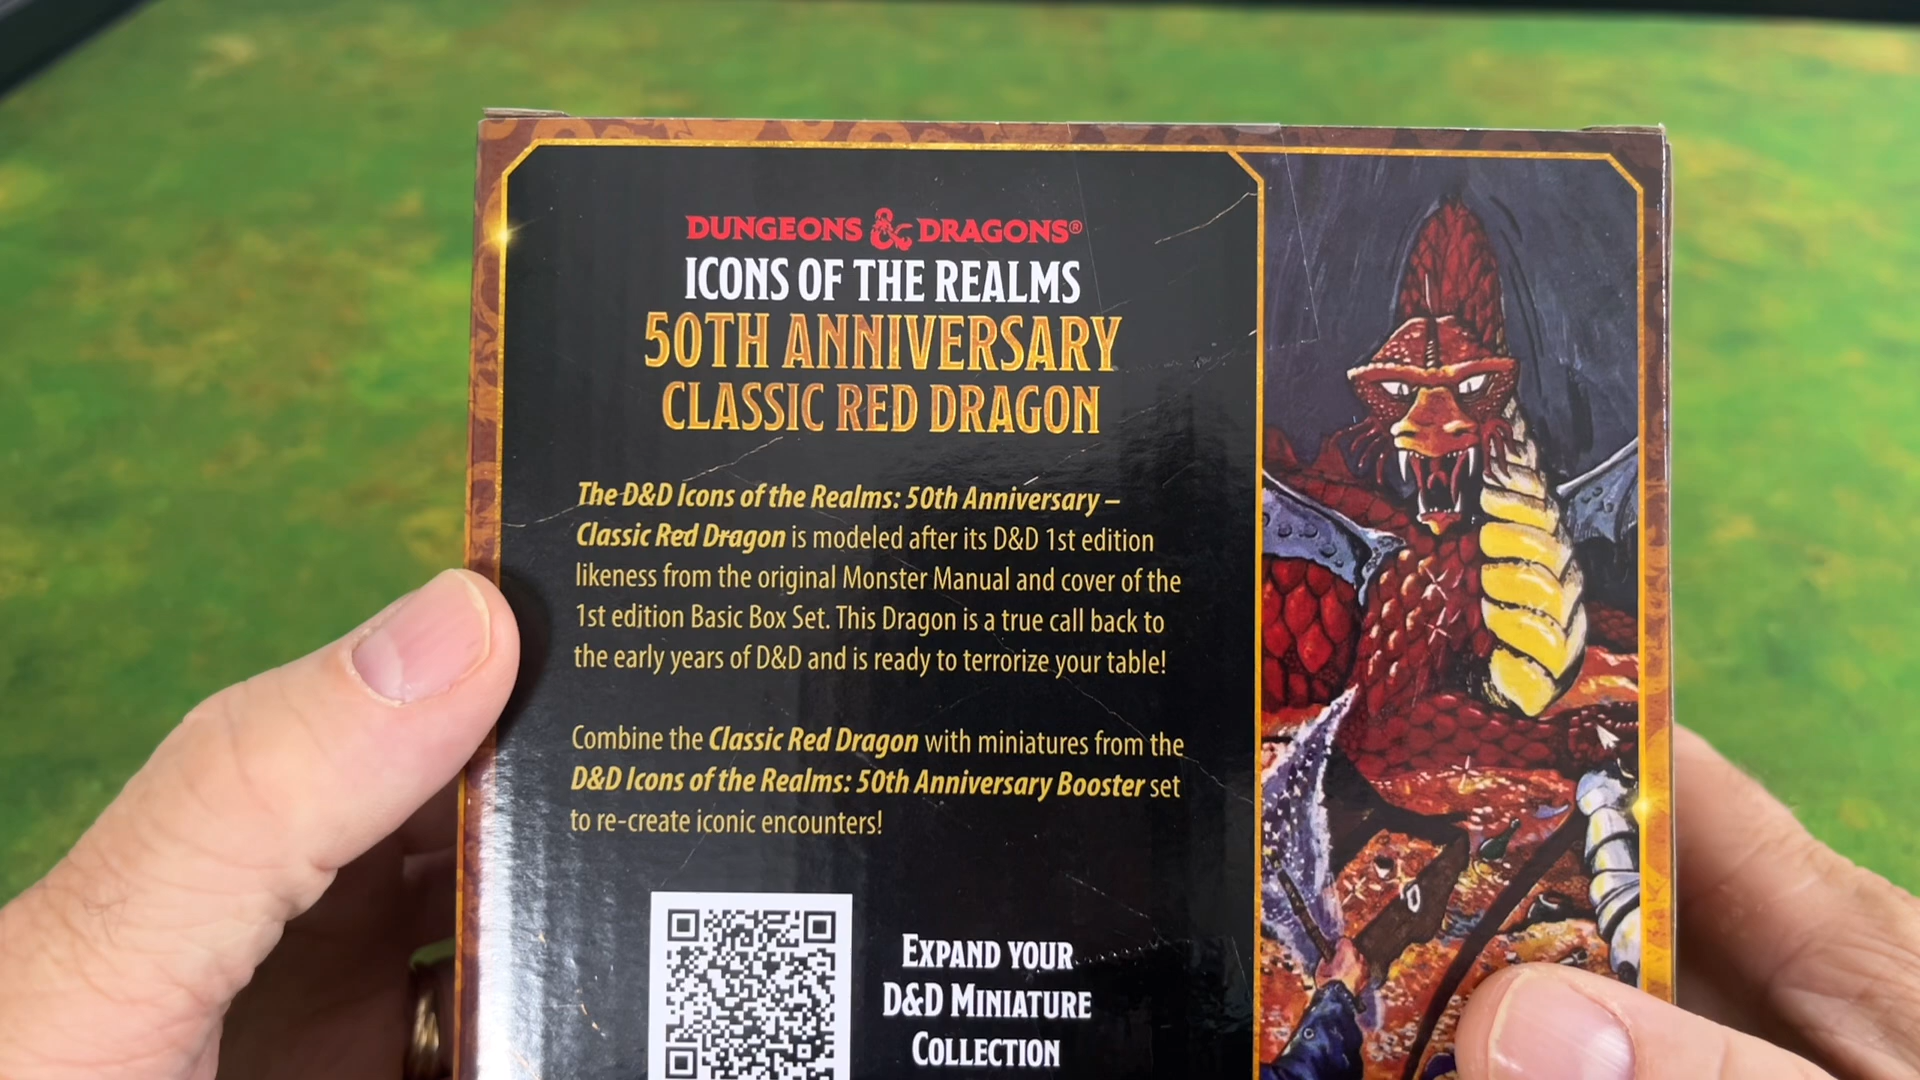 DUNGEONS & DRAGONS®
ICONS OF THE REALMS
50TH ANNIVERSARY
CLASSIC RED DRAGON
The D&D Icons of the Realms: 50th Anniversary –
Classic Red Dragon is modeled after its D&D 1st edition
likeness from the original Monster Manual and cover of the
1st edition Basic Box Set. This Dragon is a true call back to
the early years of D&D and is ready to terrorize your table!
Combine the Classic Red Dragon with miniatures from the
D&D Icons of the Realms: 50th Anniversary Booster set
to re-create iconic encounters!
EXPAND YOUR
D&D MINIATURE
COLLECTION